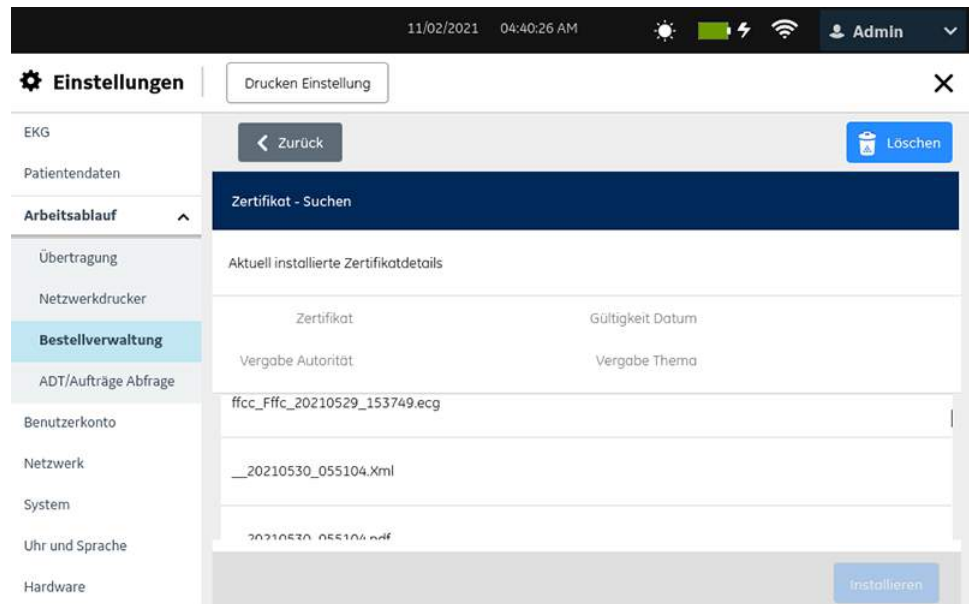 11/02/2021 04:40:26 AM Admin
Einstellungen Drucken Einstellung
EKG
Patientendaten
Arbeitsablauf
Übertragung
Netzwerkdrucker
Bestellverwaltung
ADT/Aufträge Abfrage
Benutzerkonto
Netzwerk
System
Uhr und Sprache
Hardware
Zurück Löschen
Zertifikat - Suchen
Aktuell installierte Zertifikatdetails
Zertifikat Gültigkeit Datum
Vergabe Autorität Vergabe Thema
ffcc_Fffc_20210529_153749.ecg
__20210530_055104.Xml
__20210530_055104.pdf
Installieren